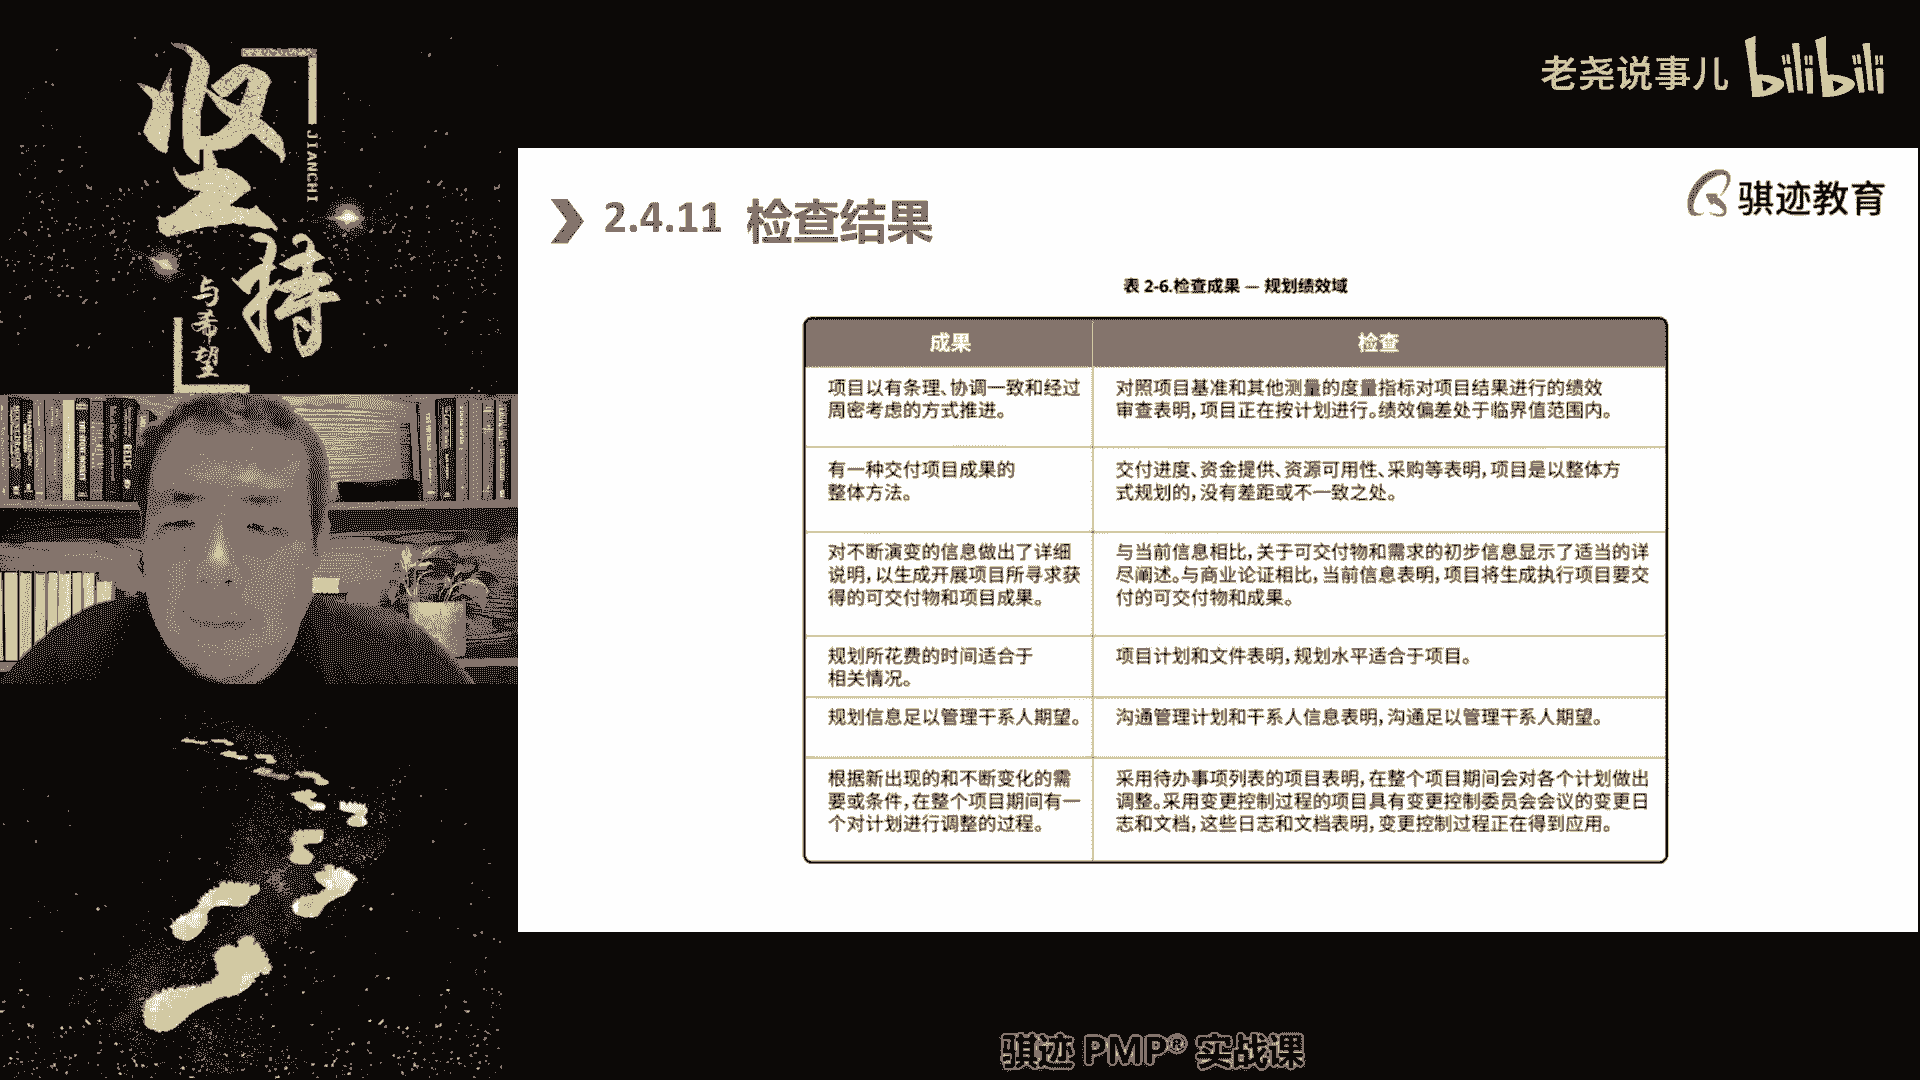 坚持
JIANCHI
与希望
老尧说事儿 bilibili
骐迹教育
2.4.11 检查结果
表 2-6.检查成果 — 规划绩效域
成果
检查
项目以有条理、协调一致和经过
周密考虑的方式推进。
对照项目基准和其他测量的度量指标对项目结果进行的绩效
审查表明,项目正在按计划进行。绩效偏差处于临界值范围内。
有一种交付项目成果的
整体方法。
交付进度、资金提供、资源可用性、采购等表明,项目是以整体方
式规划的,没有差距或不一致之处。
对不断演变的信息做出了详细
说明,以生成开展项目所寻求获
得的可交付物和项目成果。
与当前信息相比,关于可交付物和需求的初步信息显示了适当的详
尽阐述。与商业论证相比,当前信息表明,项目将生成执行项目要交
付的可交付物和成果。
规划所花费的时间适合于
相关情况。
项目计划和文件表明,规划水平适合于项目。
规划信息足以管理干系人期望。
沟通管理计划和干系人信息表明,沟通足以管理干系人期望。
根据新出现的和不断变化的需
要或条件,在整个项目期间有一
个对计划进行调整的过程。
采用待办事项列表的项目表明,在整个项目期间会对各个计划做出
调整。采用变更控制过程的项目具有变更控制委员会会议的变更日
志和文档,这些日志和文档表明,变更控制过程正在得到应用。
骐迹 PMP® 实战课